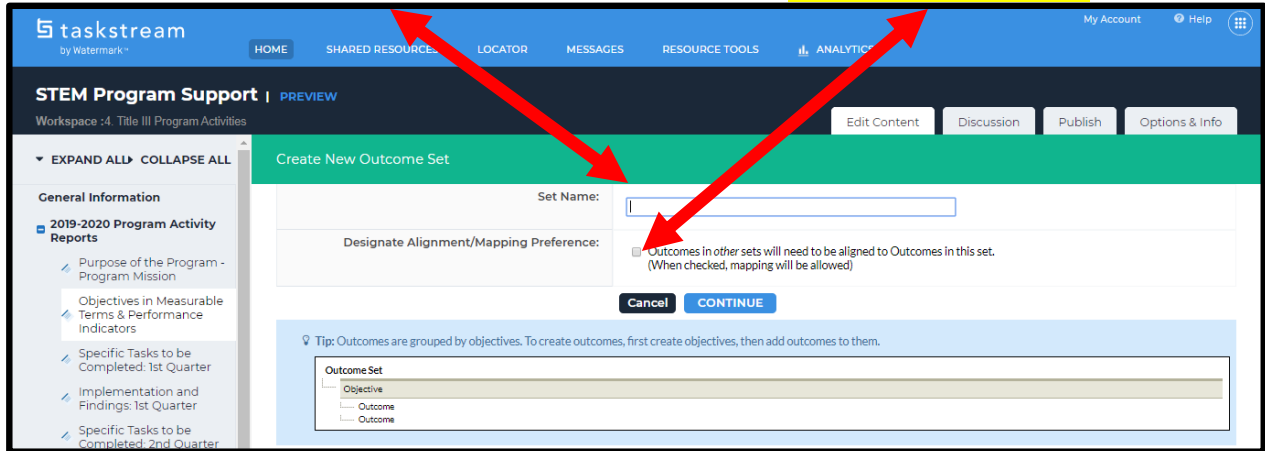 taskstream
by Watermark™
HOME SHARED RESOURCES LOCATOR MESSAGES RESOURCE TOOLS ANALYTICS
My Account Help
STEM Program Support | PREVIEW
Workspace :4. Title III Program Activities
Edit Content Discussion Publish Options & Info
EXPAND ALL COLLAPSE ALL
Create New Outcome Set
General Information
2019-2020 Program Activity
Reports
Purpose of the Program -
Program Mission
Objectives in Measurable
Terms & Performance
Indicators
Specific Tasks to be
Completed: 1st Quarter
Implementation and
Findings: 1st Quarter
Specific Tasks to be
Completed: 2nd Quarter
Set Name:
Designate Alignment/Mapping Preference:
Outcomes in other sets will need to be aligned to Outcomes in this set.
(When checked, mapping will be allowed)
Cancel CONTINUE
Tip: Outcomes are grouped by objectives. To create outcomes, first create objectives, then add outcomes to them.
Outcome Set
Objective
Outcome
Outcome